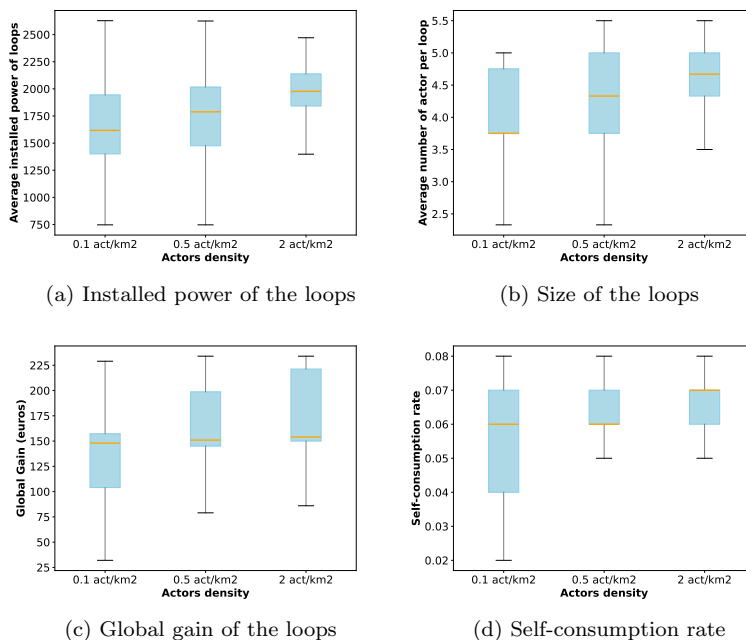 2500
2250
2000
1750
1500
1250
1000
750
Average installed power of loops
0.1 act/km2 0.5 act/km2 2 act/km2
Actors density
(a) Installed power of the loops
5.5
5.0
4.5
4.0
3.5
3.0
2.5
Average number of actor per loop
0.1 act/km2 0.5 act/km2 2 act/km2
Actors density
(b) Size of the loops
225
200
175
150
125
100
75
50
25
Global Gain (euros)
0.1 act/km2 0.5 act/km2 2 act/km2
Actors density
(c) Global gain of the loops
0.08
0.07
0.06
0.05
0.04
0.03
0.02
Self-consumption rate
0.1 act/km2 0.5 act/km2 2 act/km2
Actors density
(d) Self-consumption rate